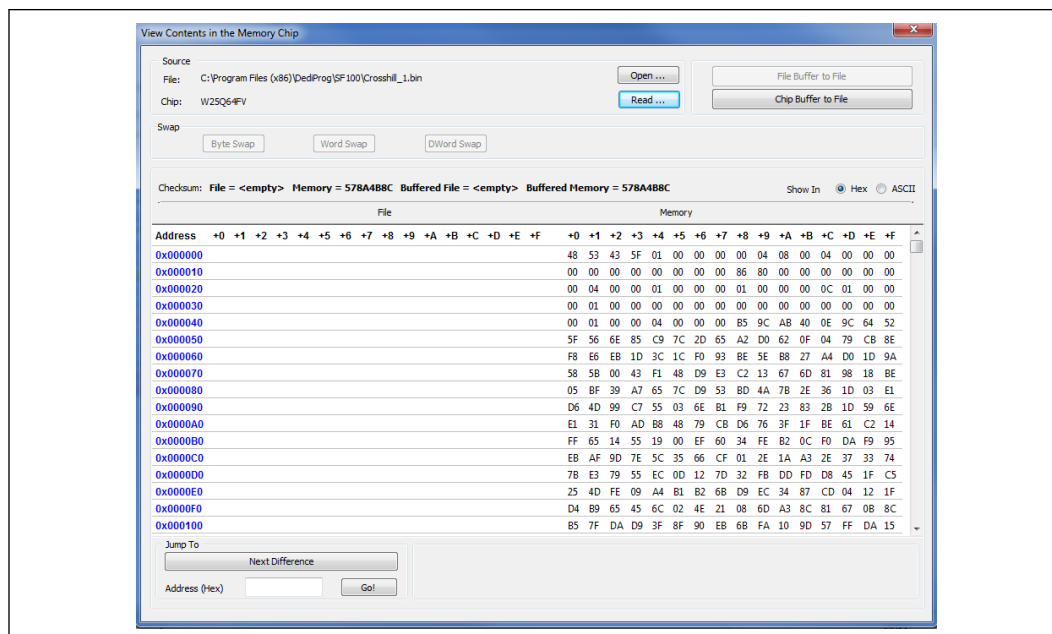 View Contents in the Memory Chip
Source
File: C:\Program Files (x86)\DediProg\SF100\Crosshill_1.bin
Open ...
File Buffer to File
Chip: W25Q64FV
Read ...
Chip Buffer to File
Swap
Byte Swap Word Swap DWord Swap
Checksum: File = <empty> Memory = 578A4B8C Buffered File = <empty> Buffered Memory = 578A4B8C Show In Hex ASCII
File Memory
Address +0 +1 +2 +3 +4 +5 +6 +7 +8 +9 +A +B +C +D +E +F +0 +1 +2 +3 +4 +5 +6 +7 +8 +9 +A +B +C +D +E +F
0x000000 48 53 43 5F 01 00 00 00 00 04 08 00 04 00 00 00
0x000010 00 00 00 00 00 00 00 00 86 80 00 00 00 00 00 00
0x000020 00 04 00 00 01 00 00 00 01 00 00 00 0C 01 00 00
0x000030 00 01 00 00 00 00 00 00 00 00 00 00 00 00 00 00
0x000040 00 01 00 00 04 00 00 00 B5 9C AB 40 0E 9C 64 52
0x000050 5F 56 6E 85 C9 7C 2D 65 A2 D0 62 0F 04 79 CB 8E
0x000060 F8 E6 EB 1D 3C 1C F0 93 BE 5E B8 27 A4 D0 1D 9A
0x000070 58 5B 00 43 F1 48 D9 E3 C2 13 67 6D 81 98 18 BE
0x000080 05 BF 39 A7 65 7C D9 53 BD 4A 7B 2E 36 1D 03 E1
0x000090 D6 4D 99 C7 55 03 6E B1 F9 72 23 83 2B 1D 59 6E
0x0000A0 E1 31 F0 AD B8 48 79 CB D6 76 3F 1F BE 61 C2 14
0x0000B0 FF 65 14 55 19 00 EF 60 34 FE B2 0C F0 DA F9 95
0x0000C0 EB AF 9D 7E 5C 35 66 CF 01 2E 1A A3 2E 37 33 74
0x0000D0 7B E3 79 55 EC 0D 12 7D 32 FB DD FD D8 45 1F C5
0x0000E0 25 4D FE 09 A4 B1 B2 6B D9 EC 34 87 CD 04 12 1F
0x0000F0 D4 B9 65 45 6C 02 4E 21 08 6D A3 8C 81 67 0B 8C
0x000100 B5 7F DA D9 3F 8F 90 EB 6B FA 10 9D 57 FF DA 15
Jump To
Next Difference
Address (Hex) Go!